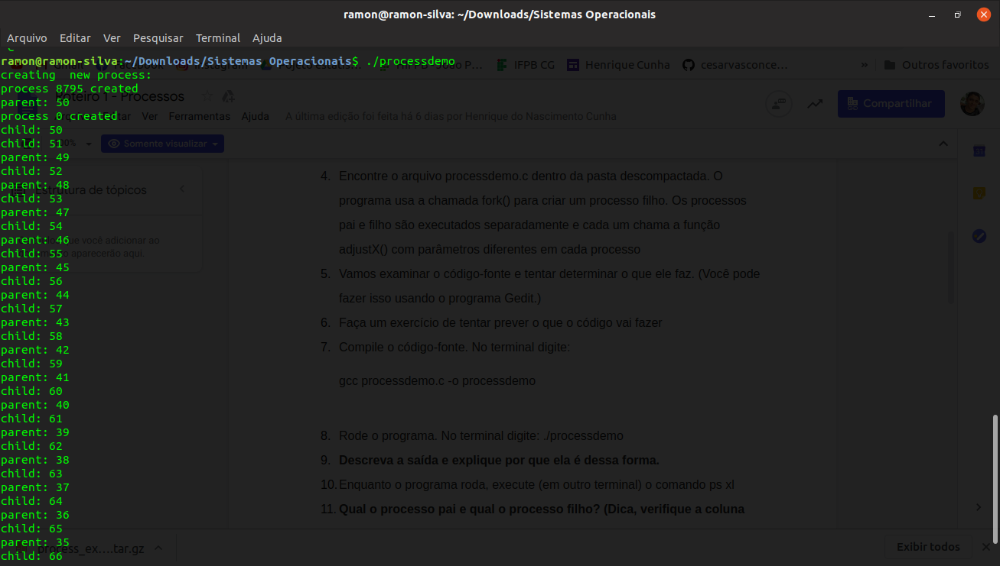 ramon@ramon-silva: ~/Downloads/Sistemas Operacionais
Arquivo Editar Ver Pesquisar Terminal Ajuda
ramon@ramon-silva:~/Downloads/Sistemas Operacionais$ ./processdemo
creating  new process:
process 8795 created
parent: 50
process 0 created
child: 50
child: 51
parent: 49
child: 52
parent: 48
child: 53
parent: 47
child: 54
parent: 46
child: 55
parent: 45
child: 56
parent: 44
child: 57
parent: 43
child: 58
parent: 42
child: 59
parent: 41
child: 60
parent: 40
child: 61
parent: 39
child: 62
parent: 38
child: 63
parent: 37
child: 64
parent: 36
child: 65
parent: 35
child: 66
IFPB CG Henrique Cunha cesarvasconce… » Outros favoritos
Roteiro 1 - Processos
Ver Ferramentas Ajuda A última edição foi feita há 6 dias por Henrique do Nascimento Cunha
Compartilhar
Somente visualizar
Estrutura de tópicos
que você adicionar ao
aparecerão aqui.
4. Encontre o arquivo processdemo.c dentro da pasta descompactada. O
programa usa a chamada fork() para criar um processo filho. Os processos
pai e filho são executados separadamente e cada um chama a função
adjustX() com parâmetros diferentes em cada processo
5. Vamos examinar o código-fonte e tentar determinar o que ele faz. (Você pode
fazer isso usando o programa Gedit.)
6. Faça um exercício de tentar prever o que o código vai fazer
7. Compile o código-fonte. No terminal digite:
gcc processdemo.c -o processdemo
8. Rode o programa. No terminal digite: ./processdemo
9. Descreva a saída e explique por que ela é dessa forma.
10. Enquanto o programa roda, execute (em outro terminal) o comando ps xl
11. Qual o processo pai e qual o processo filho? (Dica, verifique a coluna
process_ex….tar.gz
Exibir todos